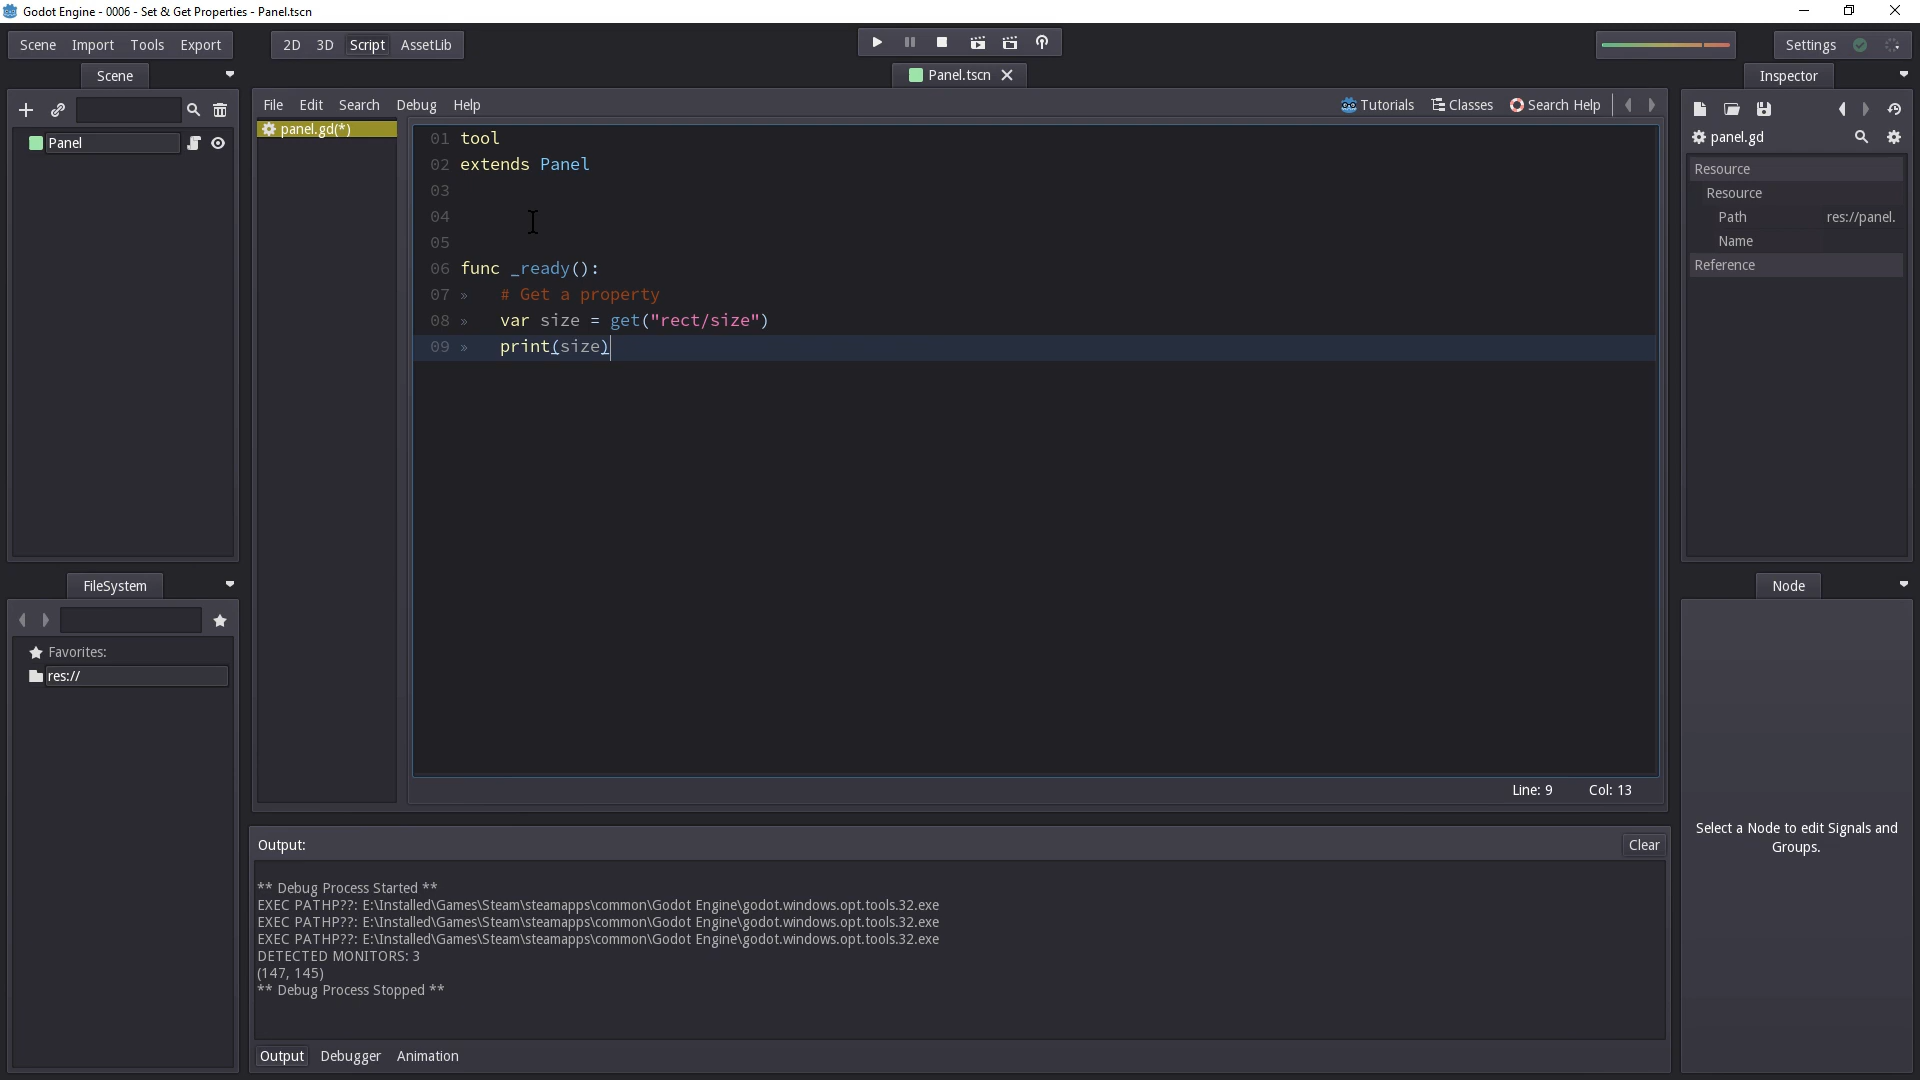 Godot Engine - 0006 - Set & Get Properties - Panel.tscn
Scene Import Tools Export 2D 3D Script AssetLib Settings
Scene Panel.tscn Inspector
File Edit Search Debug Help Tutorials Classes Search Help
Panel
panel.gd(*)
01 tool
02 extends Panel
03
04
05
06 func _ready():
07 » # Get a property
08 » var size = get("rect/size")
09 » print(size)
Line: 9 Col: 13
panel.gd
Resource
Resource
Path res://panel.
Name
Reference
FileSystem
Favorites:
res://
Node
Select a Node to edit Signals and
Groups.
Output: Clear
** Debug Process Started **
EXEC PATHP??: E:\Installed\Games\Steam\steamapps\common\Godot Engine\godot.windows.opt.tools.32.exe
EXEC PATHP??: E:\Installed\Games\Steam\steamapps\common\Godot Engine\godot.windows.opt.tools.32.exe
EXEC PATHP??: E:\Installed\Games\Steam\steamapps\common\Godot Engine\godot.windows.opt.tools.32.exe
DETECTED MONITORS: 3
(147, 145)
** Debug Process Stopped **
Output Debugger Animation